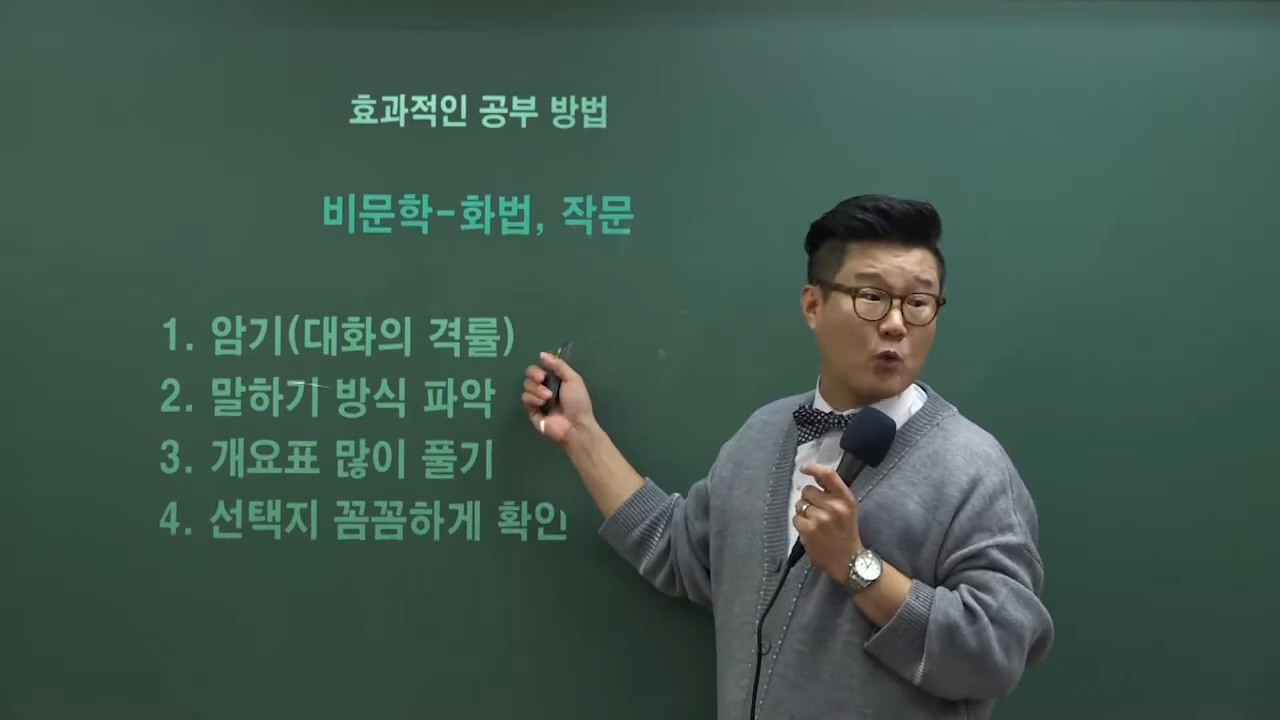 효과적인 공부 방법
비문학-화법, 작문
1. 암기(대화의 격률)
2. 말하기 방식 파악
3. 개요표 많이 풀기
4. 선택지 꼼꼼하게 확인